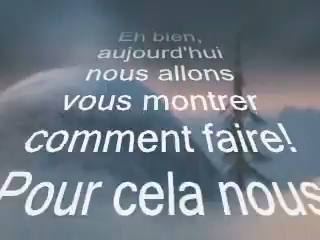 Eh bien,
aujourd'hui
nous allons
vous montrer
comment faire!
Pour cela nous